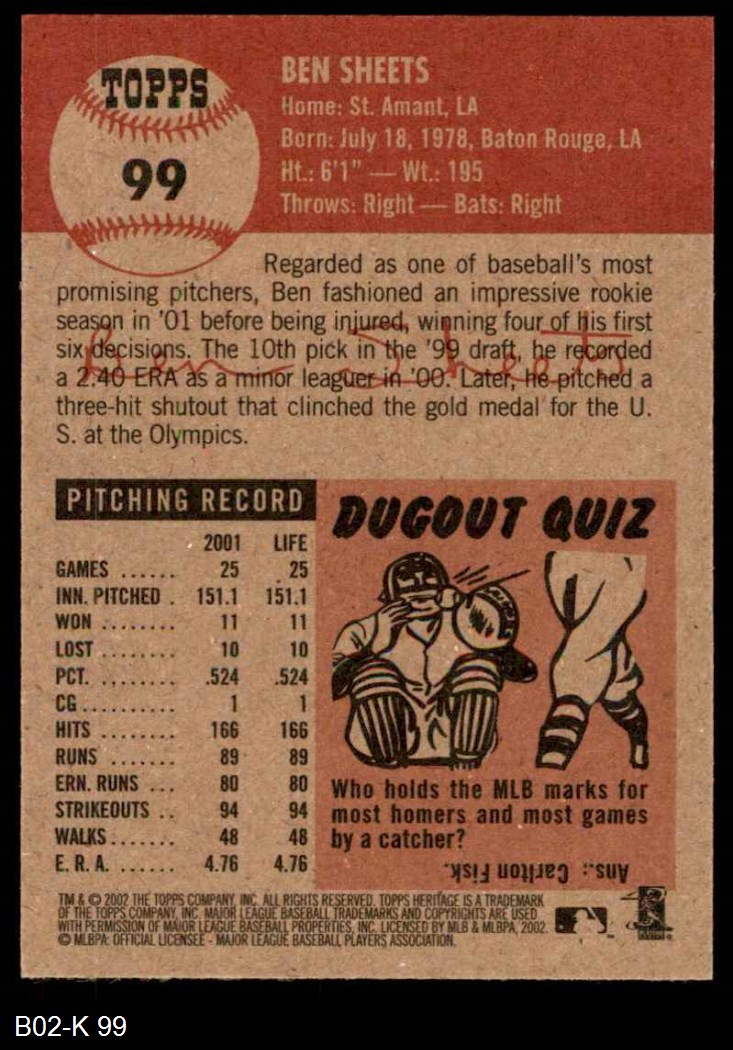 TOPPS
99
BEN SHEETS
Home: St. Amant, LA
Born: July 18, 1978, Baton Rouge, LA
Ht.: 6'1" — Wt.: 195
Throws: Right — Bats: Right
Regarded as one of baseball's most
promising pitchers, Ben fashioned an impressive rookie
season in '01 before being injured, winning four of his first
six decisions. The 10th pick in the '99 draft, he recorded
a 2.40 ERA as a minor leaguer in '00. Later, he pitched a
three-hit shutout that clinched the gold medal for the U.
S. at the Olympics.
Ben Sheets
PITCHING RECORD
2001 LIFE
GAMES ...... 25 25
INN. PITCHED . 151.1 151.1
WON ........ 11 11
LOST ........ 10 10
PCT. ........ .524 .524
CG .......... 1 1
HITS ........ 166 166
RUNS ....... 89 89
ERN. RUNS ... 80 80
STRIKEOUTS .. 94 94
WALKS....... 48 48
E. R. A. ...... 4.76 4.76
DUGOUT QUIZ
Who holds the MLB marks for
most homers and most games
by a catcher?
Ans.: Carlton Fisk.
TM & © 2002 THE TOPPS COMPANY, INC. ALL RIGHTS RESERVED. TOPPS HERITAGE IS A TRADEMARK
OF THE TOPPS COMPANY, INC. MAJOR LEAGUE BASEBALL TRADEMARKS AND COPYRIGHTS ARE USED
WITH PERMISSION OF MAJOR LEAGUE BASEBALL PROPERTIES, INC. LICENSED BY MLB & MLBPA, 2002.
© MLBPA: OFFICIAL LICENSEE - MAJOR LEAGUE BASEBALL PLAYERS ASSOCIATION.
B02-K 99